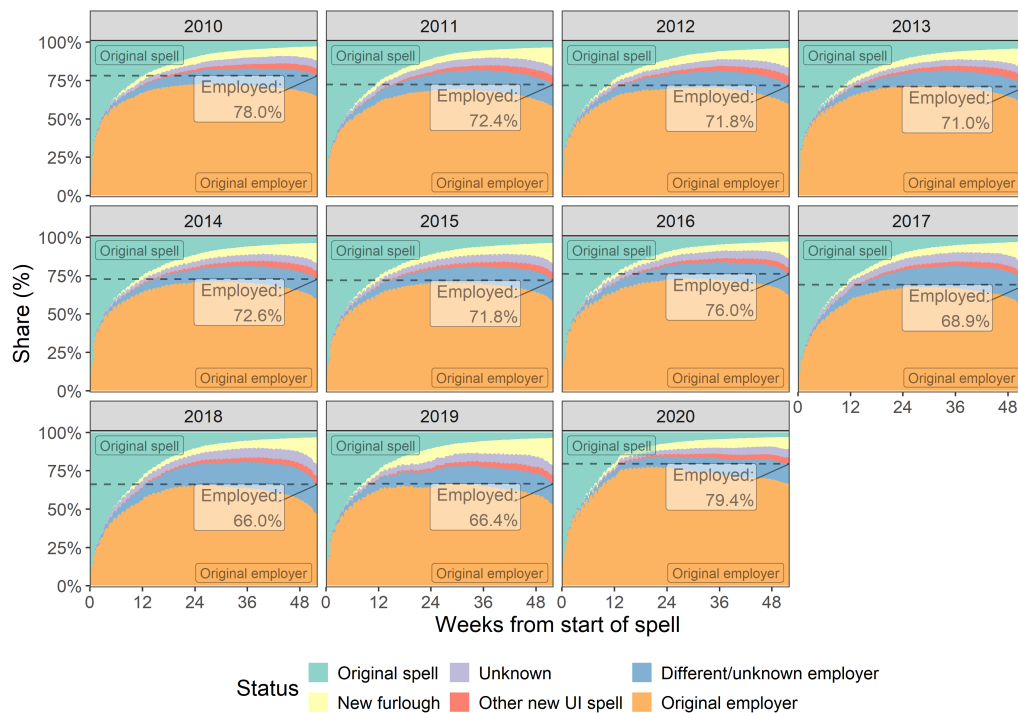 2010 2011 2012 2013
100% Original spell Original spell Original spell Original spell
75%
Employed: Employed: Employed: Employed:
50% 78.0% 72.4% 71.8% 71.0%
25%
0% Original employer Original employer Original employer Original employer
2014 2015 2016 2017
100% Original spell Original spell Original spell Original spell
75%
Employed: Employed: Employed: Employed:
50% 72.6% 71.8% 76.0% 68.9%
25%
0% Original employer Original employer Original employer Original employer
0 12 24 36 48
2018 2019 2020
100% Original spell Original spell Original spell
75%
Employed: Employed: Employed:
50% 66.0% 66.4% 79.4%
25%
0% Original employer Original employer Original employer
0 12 24 36 48 0 12 24 36 48 0 12 24 36 48
Share (%)
Weeks from start of spell
Status
Original spell Unknown Different/unknown employer
New furlough Other new UI spell Original employer